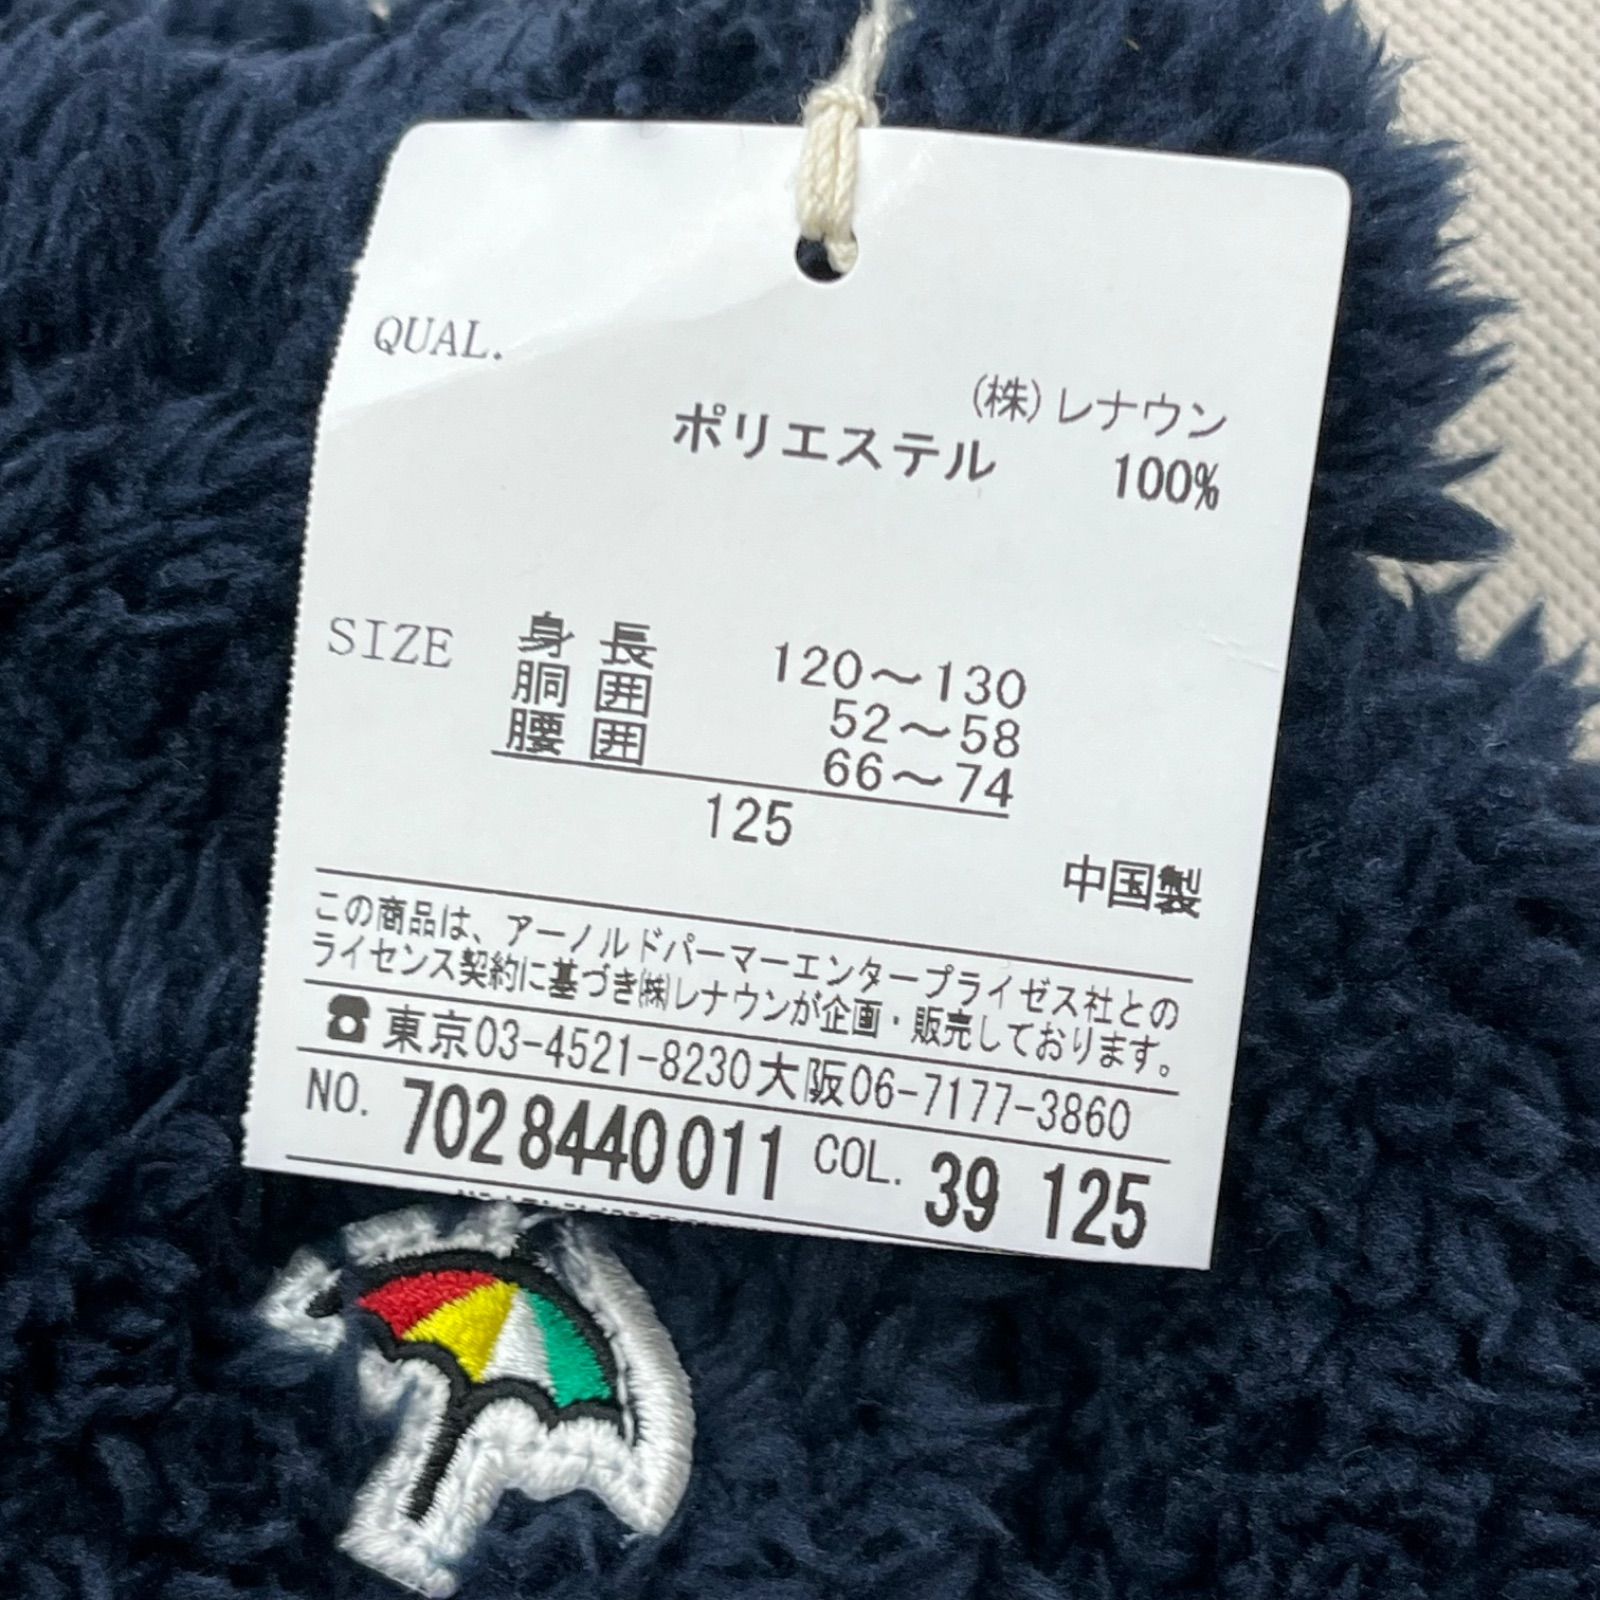 QUAL.
(株)レナウン
ポリエステル 100%
SIZE 身長 120～130
胴囲 52～58
腰囲 66～74
125
中国製
この商品は、アーノルドパーマーエンタープライゼス社との
ライセンス契約に基づき㈱レナウンが企画・販売しております。
☎東京03-4521-8230大阪06-7177-3860
NO. 7028440011 COL. 39 125